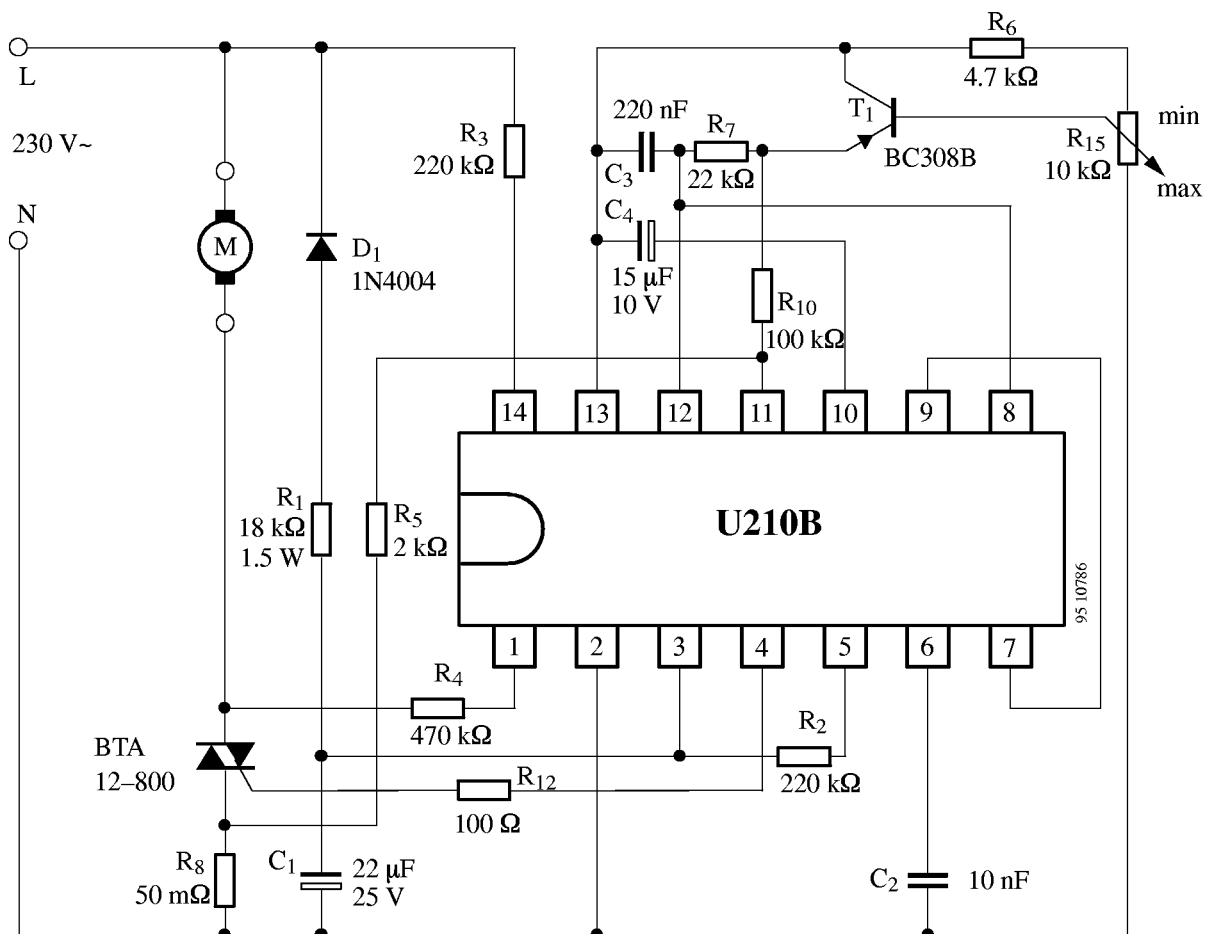 L
230 V~
N
M
D1
1N4004
R3
220 kΩ
220 nF
C3
R7
22 kΩ
C4
15 µF
10 V
T1
BC308B
R6
4.7 kΩ
R15
10 kΩ
min
max
R10
100 kΩ
14
13
12
11
10
9
8
R1
18 kΩ
1.5 W
R5
2 kΩ
U210B
95 10786
1
2
3
4
5
6
7
R4
470 kΩ
R2
220 kΩ
BTA
12–800
R12
100 Ω
R8
50 mΩ
C1
22 µF
25 V
C2
10 nF